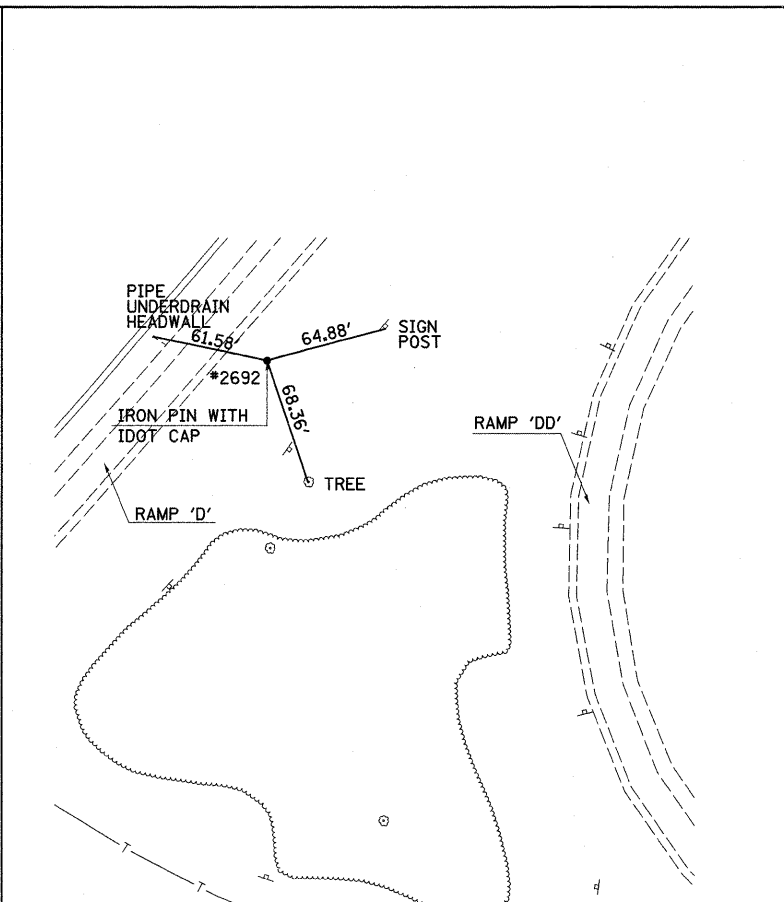 PIPE
UNDERDRAIN
HEADWALL
61.58'
64.88'
SIGN
POST
#2692
68.36'
IRON PIN WITH
IDOT CAP
RAMP 'DD'
TREE
RAMP 'D'
T
T